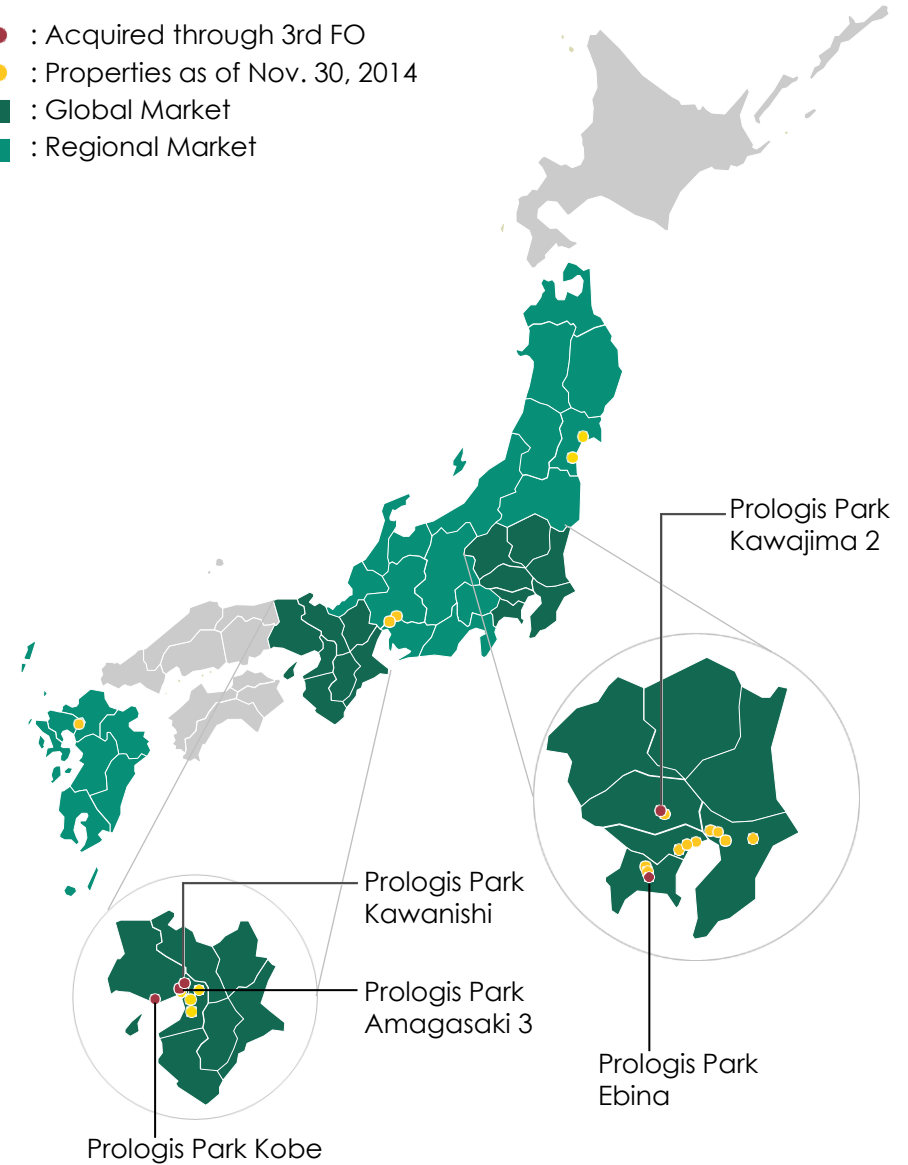 : Acquired through 3rd FO
: Properties as of Nov. 30, 2014
: Global Market
: Regional Market
Prologis Park
Kawajima 2
Prologis Park
Kawanishi
Prologis Park
Amagasaki 3
Prologis Park
Ebina
Prologis Park Kobe